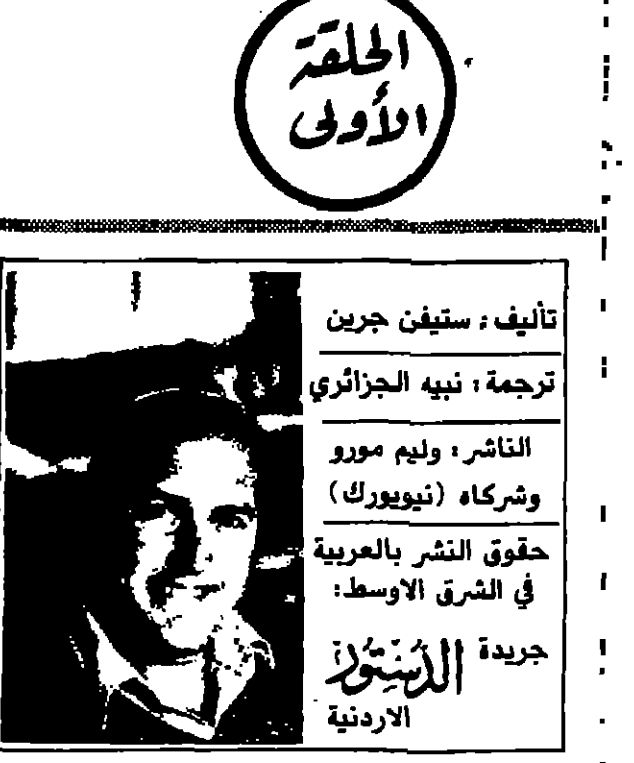 الحلقة
الأولى
تأليف: ستيفن جرين
ترجمة: نبيه الجزائري
الناشر: وليم مورو
وشركاه (نيويورك)
حقوق النشر بالعربية
في الشرق الاوسط:
جريدة الدستور
الاردنية